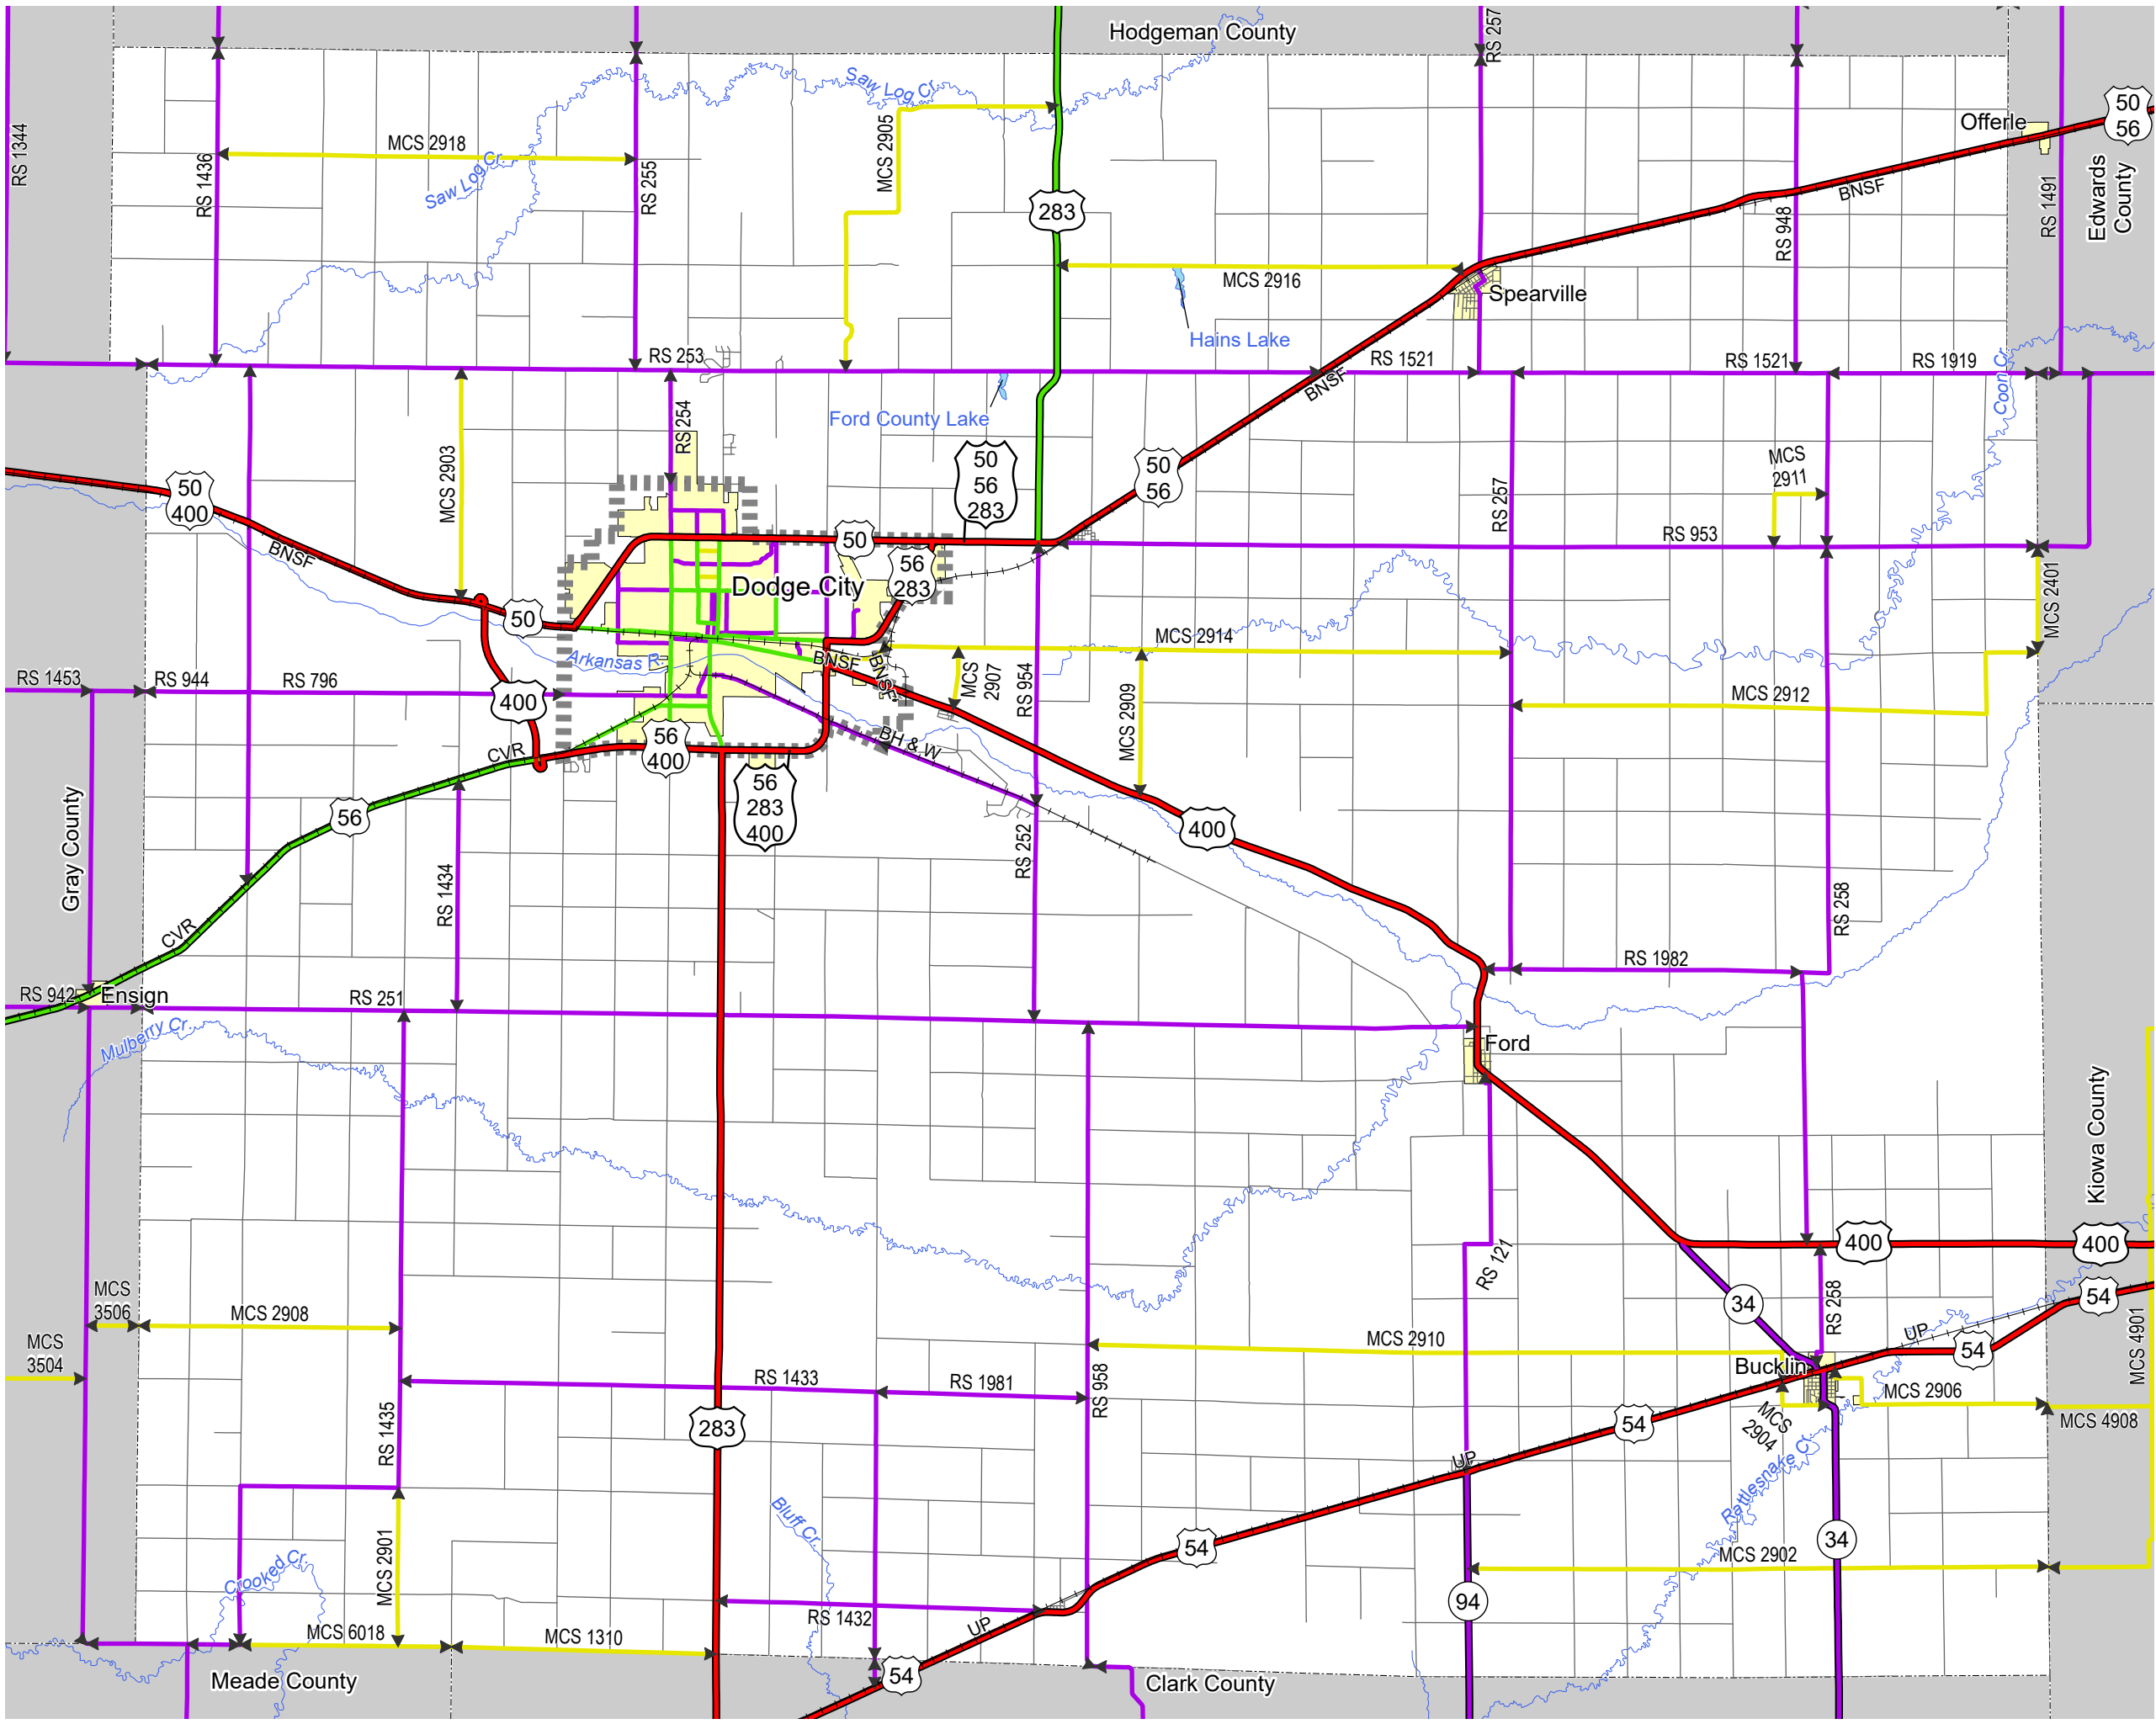 Hodgeman County
RS 257
50
56
Offerle
RS 1344
MCS 2918
RS 1436
Saw Log Cr.
RS 255
MCS 2905
Saw Log Cr.
283
BNSF
RS 948
RS 1491
Edwards
County
MCS 2916
Spearville
Hains Lake
RS 253
RS 1521
RS 1521
RS 1919
BNSF
Coon Cr.
Ford County Lake
RS 254
MCS 2903
50
400
BNSF
50
56
283
50
56
RS 257
MCS
2911
RS 953
50
56
283
Dodge City
50
MCS 2401
MCS 2914
Arkansas R.
BNSF
BNSF
MCS
2907
RS 954
MCS 2909
MCS 2912
RS 1453
RS 944
RS 796
400
CVR
56
400
BH & W
56
283
400
56
Gray County
RS 1434
RS 252
400
RS 258
CVR
RS 1982
RS 942
Ensign
RS 251
Mulberry Cr.
Ford
Kiowa County
400
400
RS 121
34
RS 258
54
MCS
3506
MCS 2908
MCS
3504
MCS 2910
UP
54
MCS 4901
Bucklin
RS 1433
RS 1981
RS 958
MCS 2906
MCS 4908
MCS
2904
RS 1435
283
54
UP
Rattlesnake Cr.
Bluff Cr.
54
34
MCS 2902
MCS 2901
Crooked Cr.
94
RS 1432
UP
MCS 6018
MCS 1310
54
Meade County
Clark County